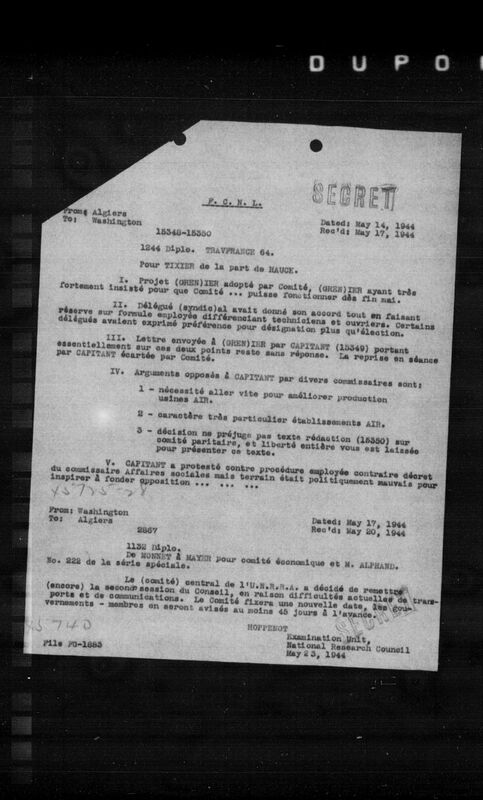 DUPO
SECRET
F. C. N. L.
From: Algiers
To: Washington
Dated: May 14, 1944
Rec'd: May 17, 1944
15348-15350
1244 Diplo. TRAVFRANCE 64.
Pour TIXIER de la part de HAUCK.
I. Projet (GREN)IER adopté par Comité, (GREN)IER ayant très
fortement insisté pour que Comité ... puisse fonctionner dès fin mai.
II. Délégué (syndic)al avait donné son accord tout en faisant
réserve sur formule employée différenciant techniciens et ouvriers. Certains
délégués avaient exprimé préférence pour désignation plus qu'élection.
III. Lettre envoyée à (GREN)IER par CAPITANT (15349) portant
essentiellement sur ces deux points reste sans réponse. La reprise en séance
par CAPITANT écartée par Comité.
IV. Arguments opposés à CAPITANT par divers commissaires sont:
1 - nécessité aller vite pour améliorer production
usines AIR.
2 - caractère très particulier établissements AIR.
3 - décision ne préjuge pas texte rédaction (15350) sur
comité paritaire, et liberté entière vous est laissée
pour présenter ce texte.
V. CAPITANT a protesté contre procédure employée contraire décret
du commissaire Affaires sociales mais terrain était politiquement mauvais pour
inspirer à fonder opposition ... ... ...
45725-28
From: Washington
To: Algiers
Dated: May 17, 1944
Rec'd: May 20, 1944
2867
1132 Diplo.
De MONNET à MAYER pour comité économique et M. ALPHAND.
No. 222 de la série spéciale.
Le (comité) central de l'U.N.R.R.A. a décidé de remettre
(encore) la second session du Conseil, en raison difficultés actuelles de trans-
ports et de communications. Le Comité fixera une nouvelle date, les gou-
vernements - membres en seront avisés au moins 45 jours à l'avance.
SECRET
45740
HOPPENOT
File FC-1883
Examination Unit,
National Research Council
May 23, 1944